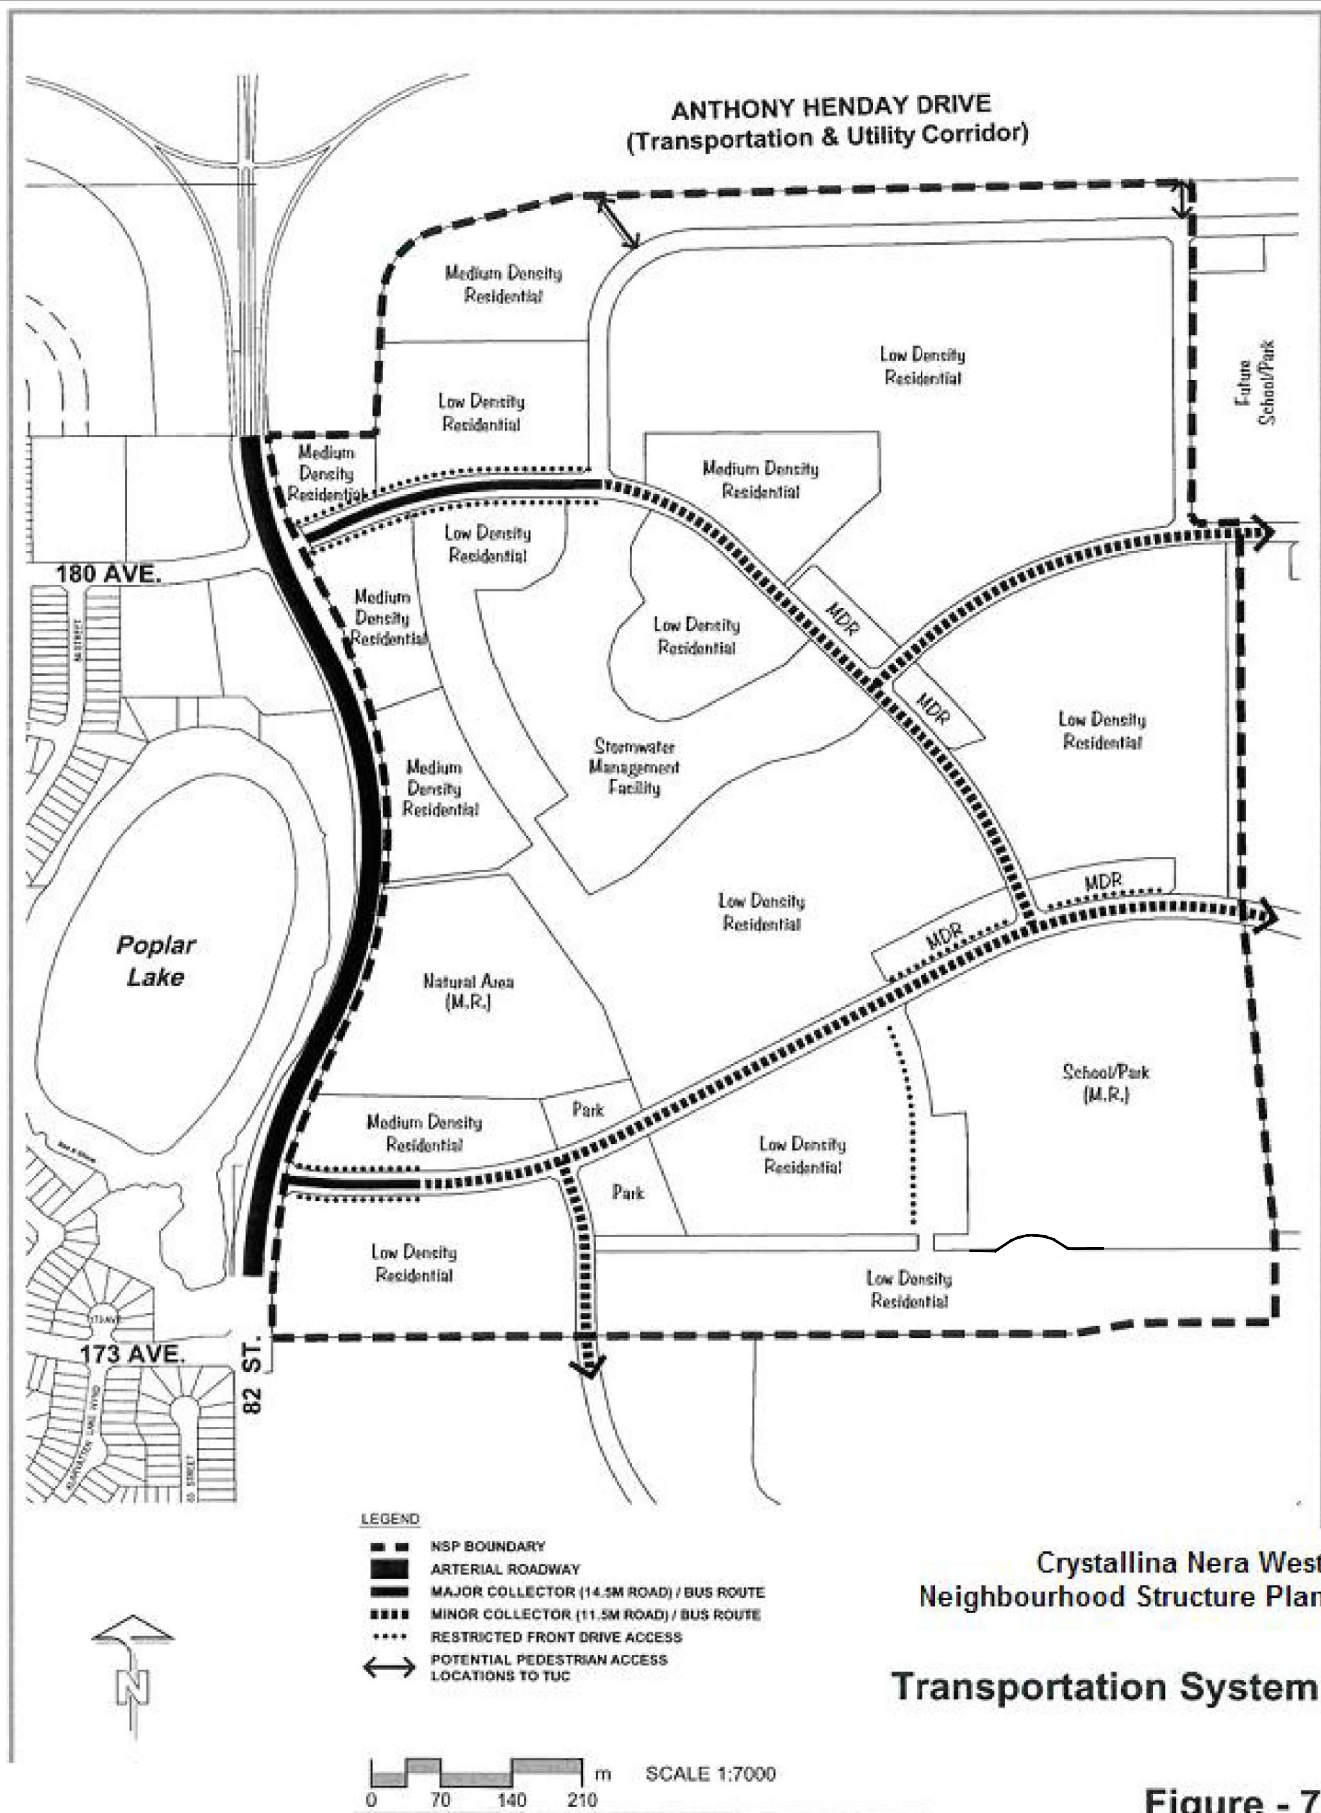 ANTHONY HENDAY DRIVE
(Transportation & Utility Corridor)
Medium Density
Residential
Low Density
Residential
Future
School/Park
Low Density
Residential
Medium
Density
Residential
Medium Density
Residential
Low Density
Residential
180 AVE.
Medium
Density
Residential
MDR
Low Density
Residential
MDR
Low Density
Residential
Stormwater
Management
Facility
Medium
Density
Residential
MDR
Low Density
Residential
MDR
Poplar
Lake
Natural Area
(M.R.)
School/Park
(M.R.)
Park
Medium Density
Residential
Low Density
Residential
Park
Low Density
Residential
Low Density
Residential
173 AVE.
82 ST.
STREET
LEGEND
NSP BOUNDARY
ARTERIAL ROADWAY
MAJOR COLLECTOR (14.5M ROAD) / BUS ROUTE
MINOR COLLECTOR (11.5M ROAD) / BUS ROUTE
RESTRICTED FRONT DRIVE ACCESS
POTENTIAL PEDESTRIAN ACCESS
LOCATIONS TO TUC
Crystallina Nera West
Neighbourhood Structure Plan
N
Transportation System
m SCALE 1:7000
0 70 140 210
Figure - 7